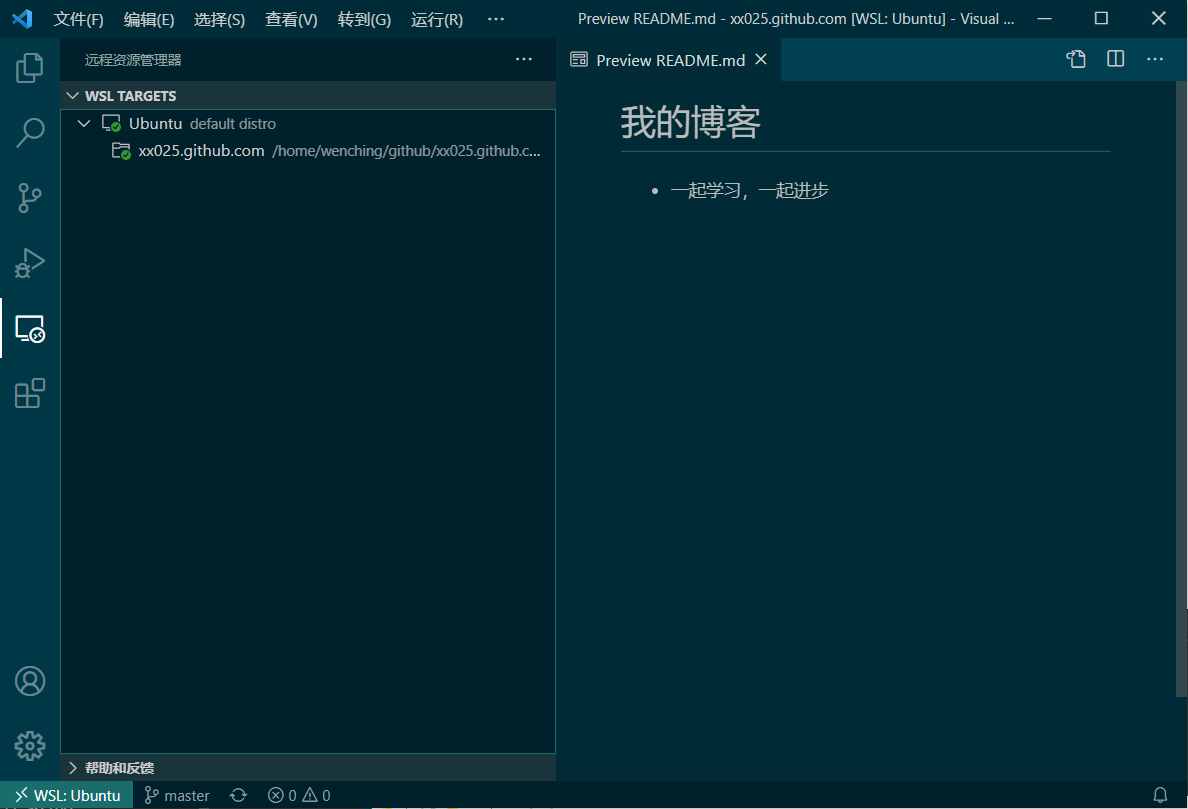 文件(F) 编辑(E) 选择(S) 查看(V) 转到(G) 运行(R) ··· Preview README.md - xx025.github.com [WSL: Ubuntu] - Visual ...
远程资源管理器 ···
Preview README.md
WSL TARGETS
Ubuntu default distro
xx025.github.com /home/wenching/github/xx025.github.c...
我的博客
• 一起学习，一起进步
帮助和反馈
WSL: Ubuntu master 0 0